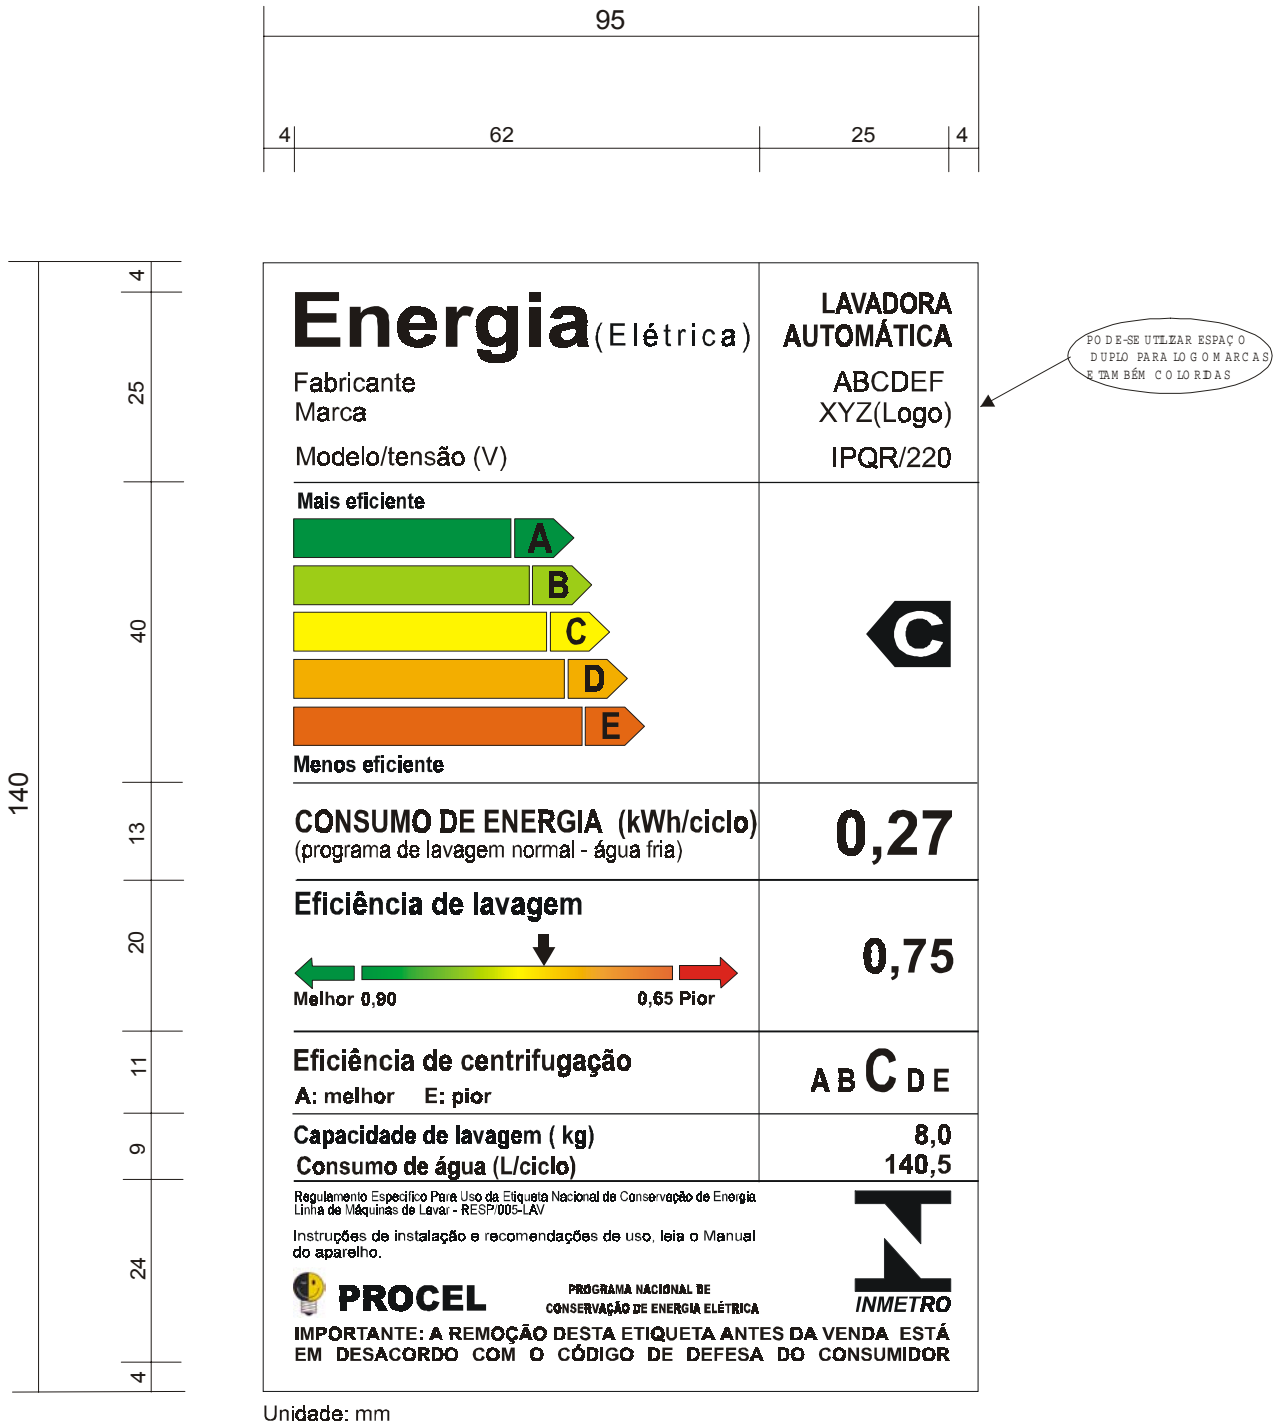 95
4 62 25 4
4
25
40
140
13
20
11
9
24
4
Energia (Elétrica)
LAVADORA
AUTOMÁTICA
Fabricante ABCDEF
Marca XYZ(Logo)
Modelo/tensão (V) IPQR/220
PODE-SE UTILIZAR ESPAÇO
DUPLO PARA LOGOMARCAS
E TAMBÉM COLORIDAS
Mais eficiente
A
B
C
D
E
C
Menos eficiente
CONSUMO DE ENERGIA (kWh/ciclo) 0,27
(programa de lavagem normal - água fria)
Eficiência de lavagem
0,75
Melhor 0,90 0,65 Pior
Eficiência de centrifugação
A B C D E
A: melhor E: pior
Capacidade de lavagem ( kg) 8,0
Consumo de água (L/ciclo) 140,5
Regulamento Específico Para Uso da Etiqueta Nacional de Conservação de Energia
Linha de Máquinas de Lavar - RESP/005-LAV
Instruções de instalação e recomendações de uso, leia o Manual
do aparelho.
PROCEL
PROGRAMA NACIONAL DE
CONSERVAÇÃO DE ENERGIA ELÉTRICA
INMETRO
IMPORTANTE: A REMOÇÃO DESTA ETIQUETA ANTES DA VENDA ESTÁ
EM DESACORDO COM O CÓDIGO DE DEFESA DO CONSUMIDOR
Unidade: mm